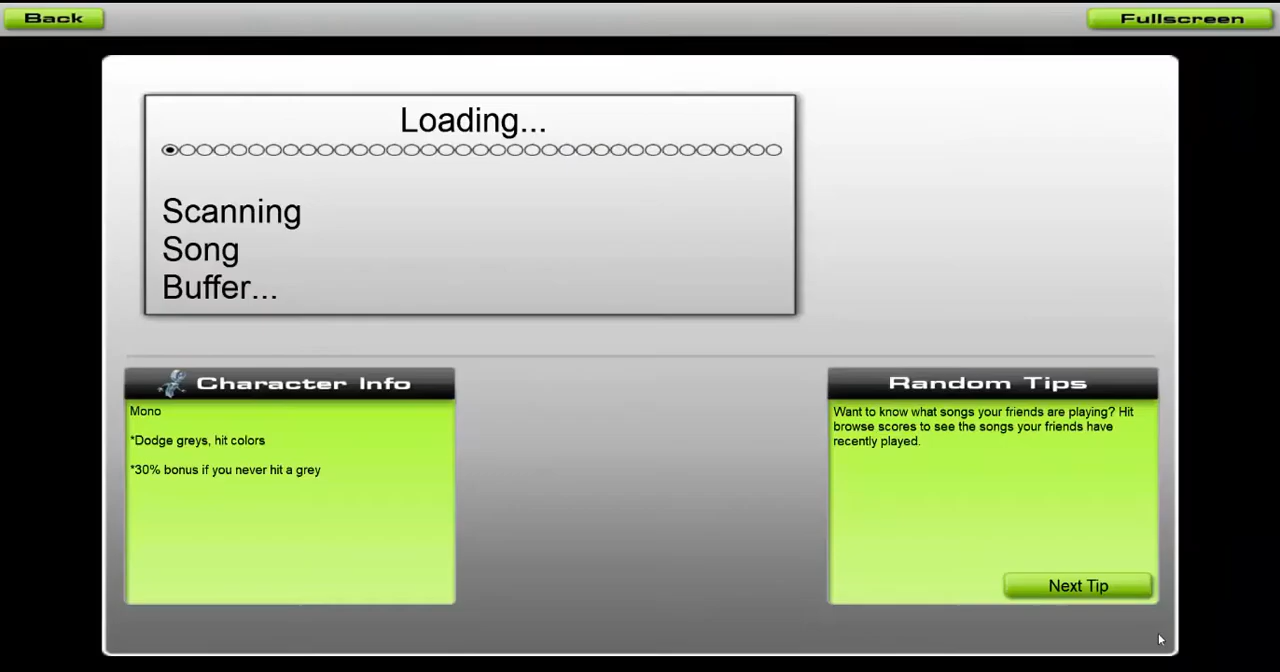 Back
Fullscreen
Loading...
Scanning
Song
Buffer...
Character Info
Mono
*Dodge greys, hit colors
*30% bonus if you never hit a grey
Random Tips
Want to know what songs your friends are playing? Hit
browse scores to see the songs your friends have
recently played.
Next Tip